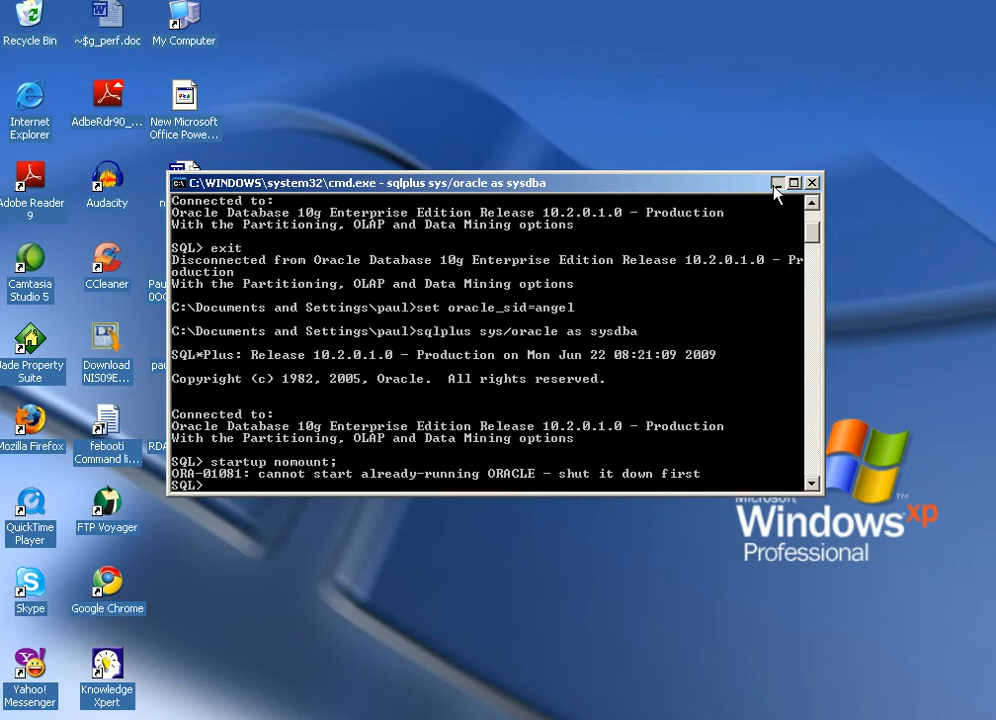 Recycle Bin
~$g_perf.doc
My Computer
Internet
Explorer
AdbeRdr90_...
New Microsoft
Office Powe...
Adobe Reader
9
Audacity
C:\WINDOWS\system32\cmd.exe - sqlplus sys/oracle as sysdba
Connected to:
Oracle Database 10g Enterprise Edition Release 10.2.0.1.0 - Production
With the Partitioning, OLAP and Data Mining options
SQL> exit
Disconnected from Oracle Database 10g Enterprise Edition Release 10.2.0.1.0 - Pr
oduction
With the Partitioning, OLAP and Data Mining options
C:\Documents and Settings\paul>set oracle_sid=angel
C:\Documents and Settings\paul>sqlplus sys/oracle as sysdba
SQL*Plus: Release 10.2.0.1.0 - Production on Mon Jun 22 08:21:09 2009
Copyright (c) 1982, 2005, Oracle.  All rights reserved.
Connected to:
Oracle Database 10g Enterprise Edition Release 10.2.0.1.0 - Production
With the Partitioning, OLAP and Data Mining options
SQL> startup nomount;
ORA-01081: cannot start already-running ORACLE - shut it down first
SQL>
Camtasia
Studio 5
CCleaner
Jade Property
Suite
Download
NIS09E...
Mozilla Firefox
febooti
Command li...
RDA
QuickTime
Player
FTP Voyager
Skype
Google Chrome
Yahoo!
Messenger
Knowledge
Xpert
Microsoft
Windows xp
Professional